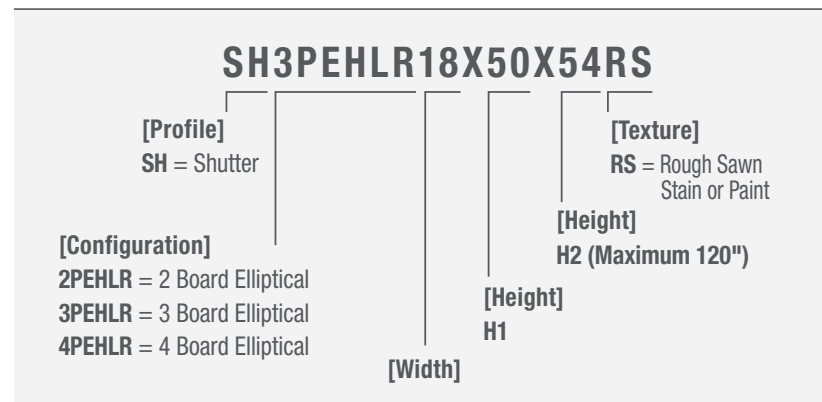 SH3PEHLR18X50X54RS
[Profile]
SH = Shutter
[Texture]
RS = Rough Sawn
Stain or Paint
[Height]
H2 (Maximum 120")
[Configuration]
2PEHLR = 2 Board Elliptical
3PEHLR = 3 Board Elliptical
4PEHLR = 4 Board Elliptical
[Height]
H1
[Width]